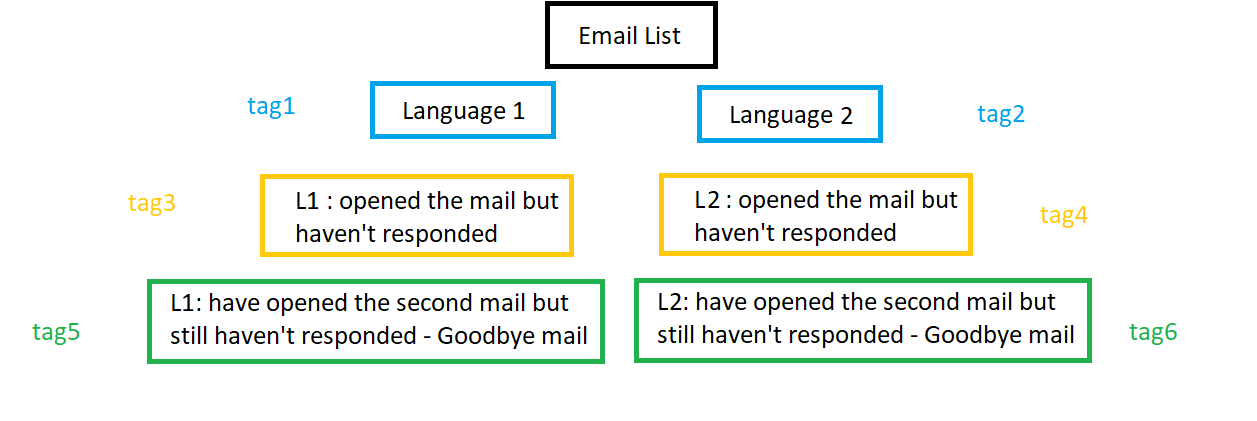 Email List
tag1
Language 1
Language 2
tag2
tag3
L1 : opened the mail but
haven't responded
L2 : opened the mail but
haven't responded
tag4
tag5
L1: have opened the second mail but
still haven't responded - Goodbye mail
L2: have opened the second mail but
still haven't responded - Goodbye mail
tag6